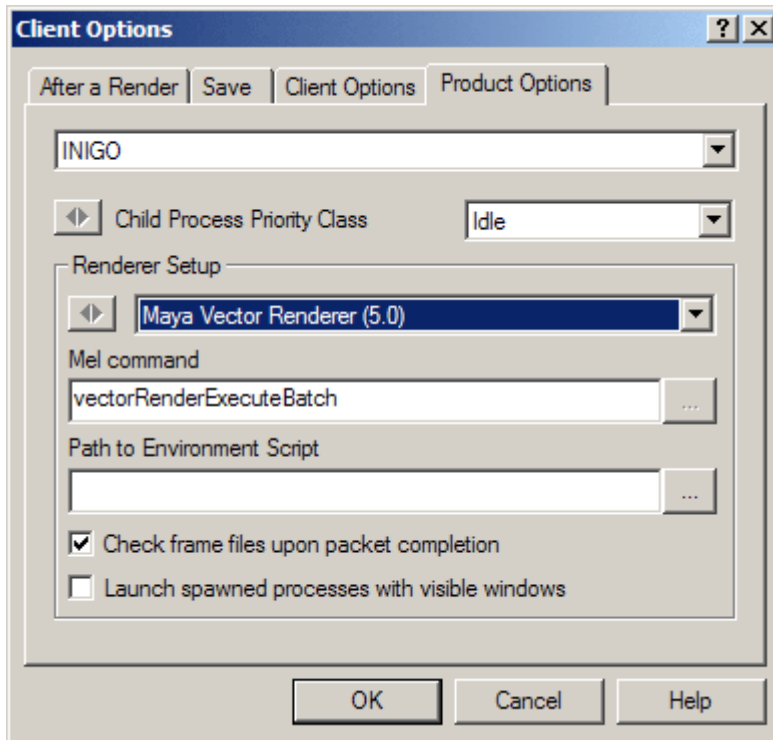 Client Options
After a Render Save Client Options Product Options
INIGO
Child Process Priority Class Idle
Renderer Setup
Maya Vector Renderer (5.0)
Mel command
vectorRenderExecuteBatch ...
Path to Environment Script
...
Check frame files upon packet completion
Launch spawned processes with visible windows
OK Cancel Help